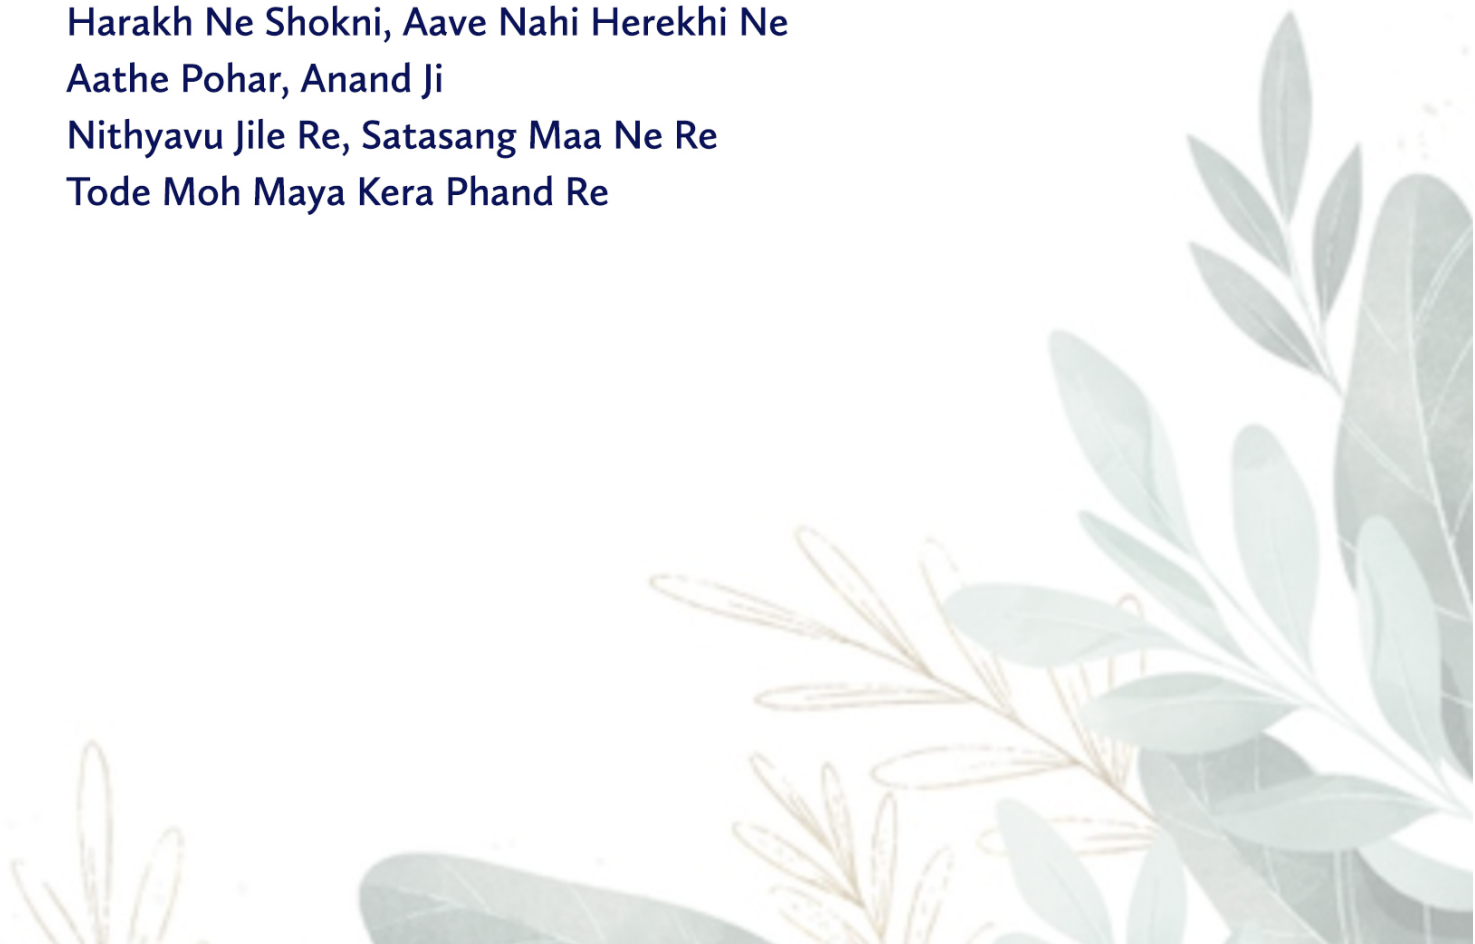 Harakh Ne Shokni, Aave Nahi Herekhi Ne
Aathe Pohar, Anand Ji
Nithyavu Jile Re, Satasang Maa Ne Re
Tode Moh Maya Kera Phand Re